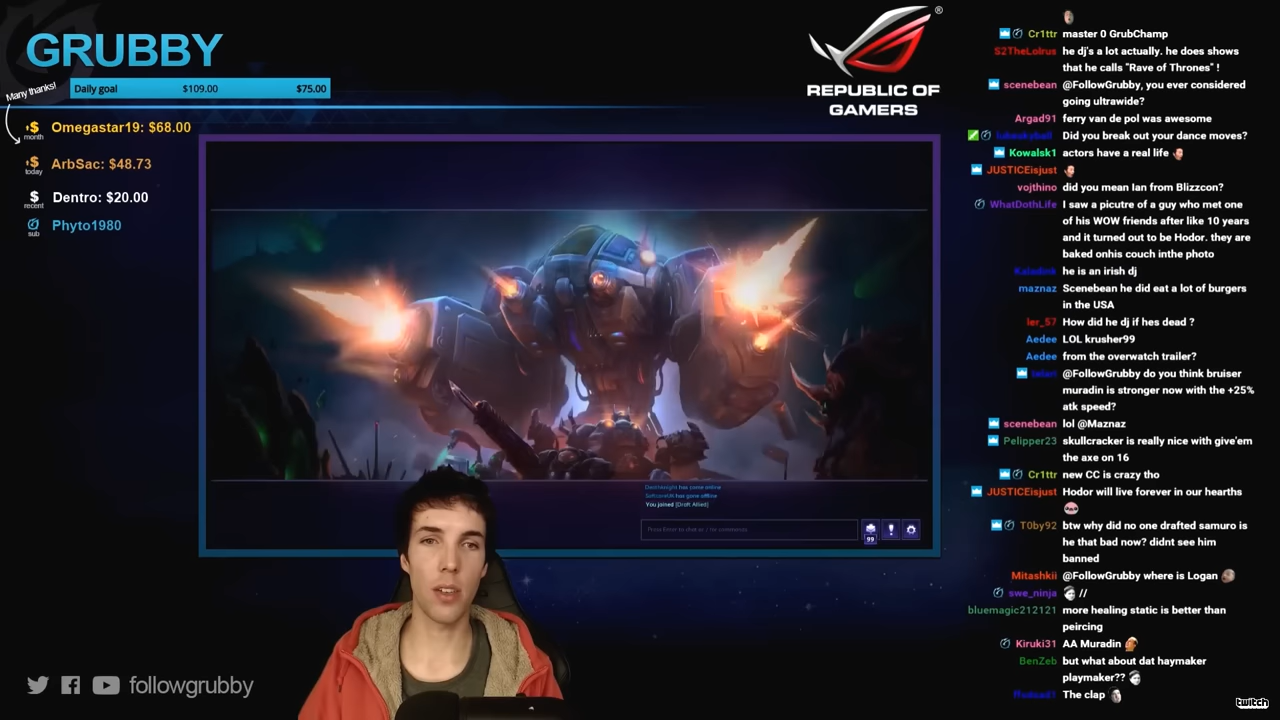 GRUBBY
Many thanks!
Daily goal $109.00 $75.00
$ month Omegastar19: $68.00
$ today ArbSac: $48.73
$ recent Dentro: $20.00
sub Phyto1980
REPUBLIC OF
GAMERS
®
has come online
has gone offline
You joined [Draft Allied]
99
followgrubby
Cr1ttr master 0 GrubChamp
S2TheLolrus he dj's a lot actually. he does shows
that he calls "Rave of Thrones" !
scenebean @FollowGrubby, you ever considered
going ultrawide?
Argad91 ferry van de pol was awesome
Did you break out your dance moves?
Kowalsk1 actors have a real life
JUSTICEisjust
vojthino did you mean Ian from Blizzcon?
WhatDothLife I saw a picutre of a guy who met one
of his WOW friends after like 10 years
and it turned out to be Hodor. they are
baked onhis couch inthe photo
he is an irish dj
maznaz Scenebean he did eat a lot of burgers
in the USA
ler_57 How did he dj if hes dead ?
Aedee LOL krusher99
Aedee from the overwatch trailer?
@FollowGrubby do you think bruiser
muradin is stronger now with the +25%
atk speed?
scenebean lol @Maznaz
Pelipper23 skullcracker is really nice with give'em
the axe on 16
Cr1ttr new CC is crazy tho
JUSTICEisjust Hodor will live forever in our hearths
T0by92 btw why did no one drafted samuro is
he that bad now? didnt see him
banned
Mitashkii @FollowGrubby where is Logan
swe_ninja //
bluemagic212121 more healing static is better than
peircing
Kiruki31 AA Muradin
BenZeb but what about dat haymaker
playmaker??
The clap
twitch